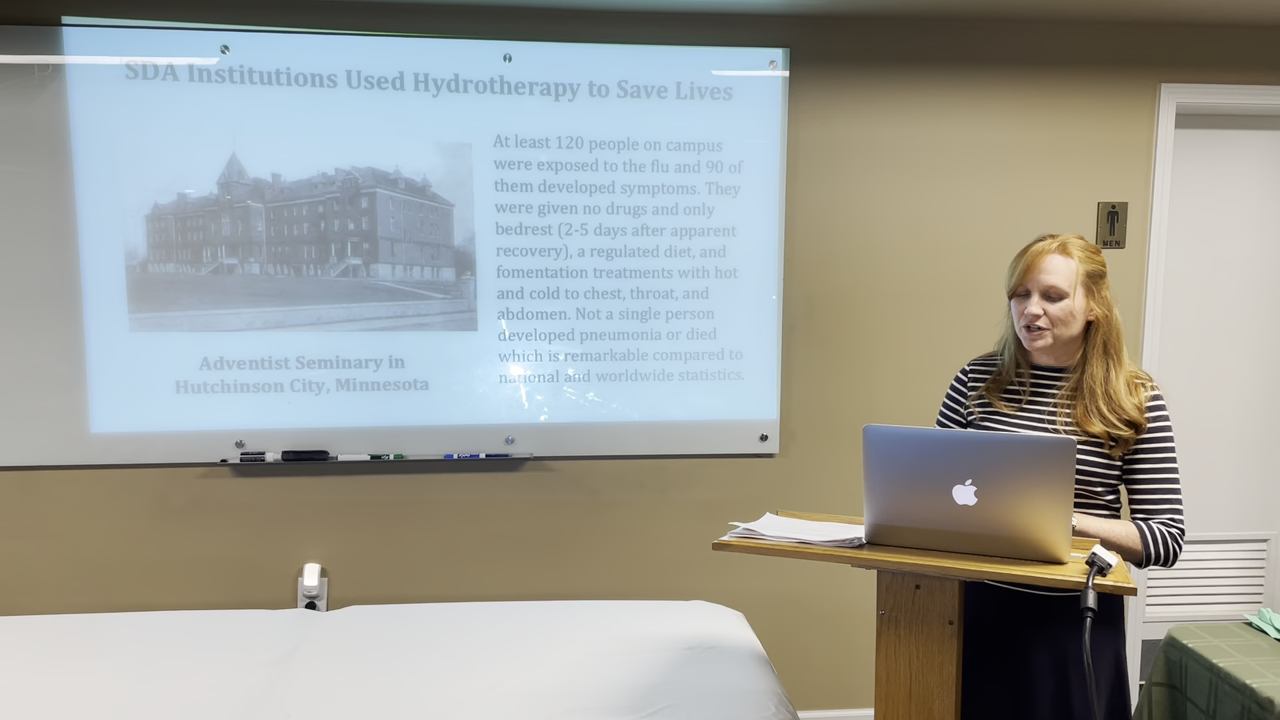 SDA Institutions Used Hydrotherapy to Save Lives
At least 120 people on campus
were exposed to the flu and 90 of
them developed symptoms. They
were given no drugs and only
bedrest (2-5 days after apparent
recovery), a regulated diet, and
fomentation treatments with hot
and cold to chest, throat, and
abdomen. Not a single person
developed pneumonia or died
which is remarkable compared to
national and worldwide statistics.
Adventist Seminary in
Hutchinson City, Minnesota
MEN